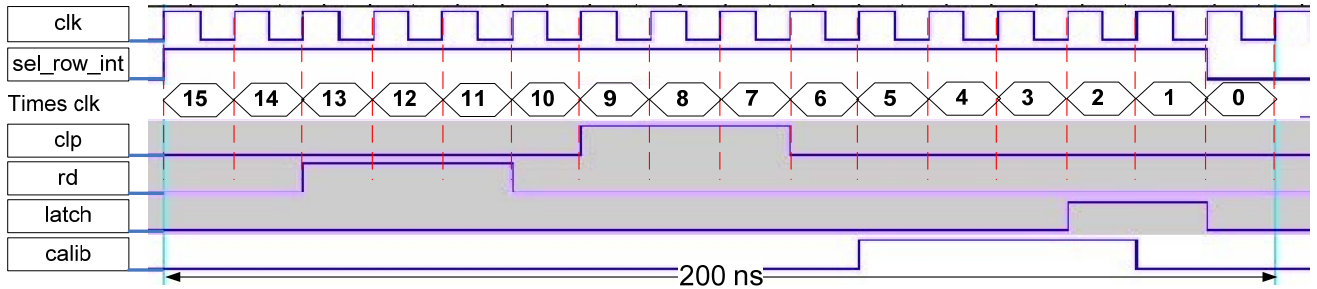 clk
sel_row_int
Times clk 15 14 13 12 11 10 9 8 7 6 5 4 3 2 1 0
clp
rd
latch
calib
200 ns